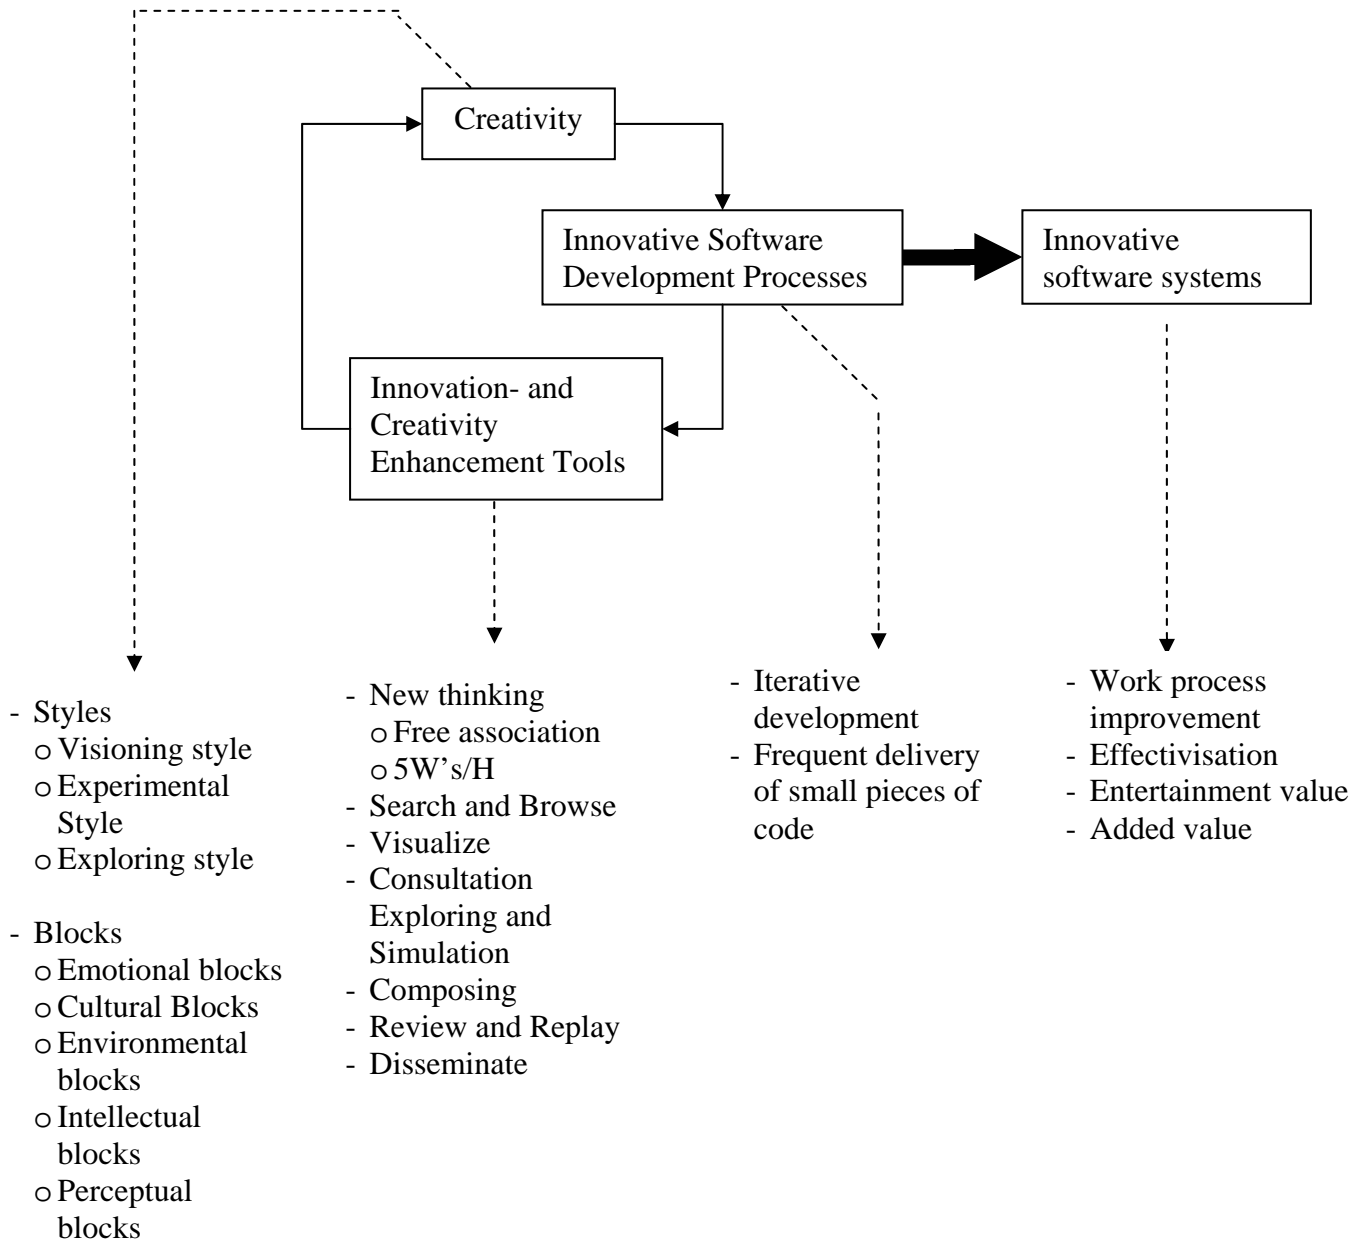 Creativity
Innovative Software
Development Processes
Innovative
software systems
Innovation- and
Creativity
Enhancement Tools
- Styles
o Visioning style
o Experimental
Style
o Exploring style
- Blocks
o Emotional blocks
o Cultural Blocks
o Environmental
blocks
o Intellectual
blocks
o Perceptual
blocks
- New thinking
o Free association
o 5W's/H
- Search and Browse
- Visualize
- Consultation
Exploring and
Simulation
- Composing
- Review and Replay
- Disseminate
- Iterative
development
- Frequent delivery
of small pieces of
code
- Work process
improvement
- Effectivisation
- Entertainment value
- Added value